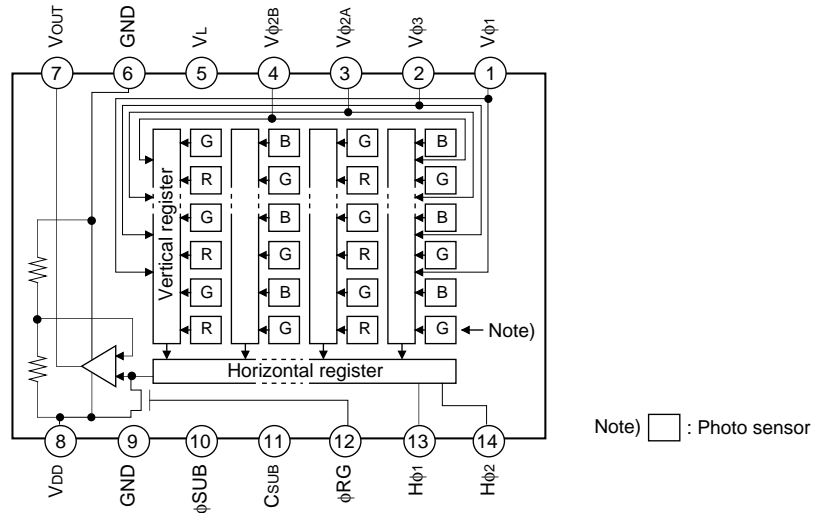 VOUT GND VL Vϕ2B Vϕ2A Vϕ3 Vϕ1
7 6 5 4 3 2 1
G B G B
R G R G
G B G B
R G R G
G B G B
R G R G
Vertical register
Note)
Horizontal register
8 9 10 11 12 13 14
VDD GND ϕSUB CSUB ϕRG Hϕ1 Hϕ2
Note) : Photo sensor